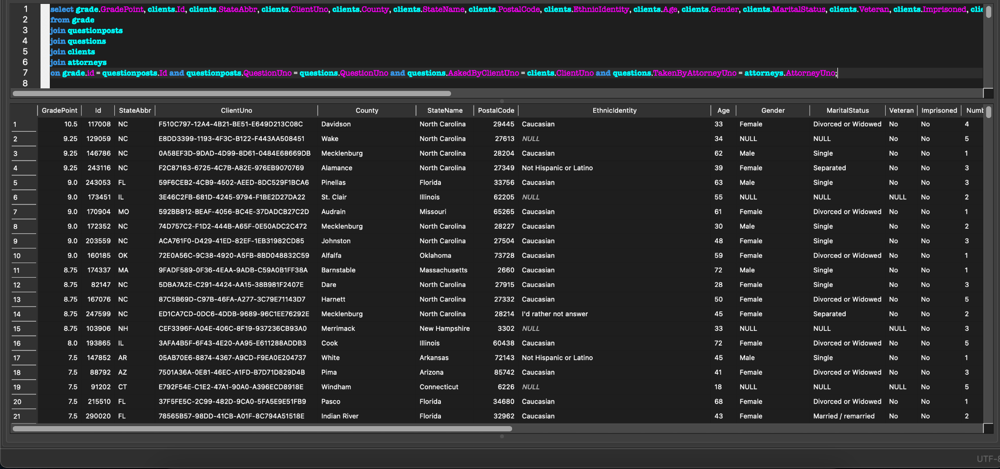 1 select grade.GradePoint, clients.Id, clients.StateAbbr, clients.ClientUno, clients.County, clients.StateName, clients.PostalCode, clients.EthnicIdentity, clients.Age, clients.Gender, clients.MaritalStatus, clients.Veteran, clients.Imprisoned, clie
2 from grade
3 join questionposts
4 join questions
5 join clients
6 join attorneys
7 on grade.id = questionposts.Id and questionposts.QuestionUno = questions.QuestionUno and questions.AskedByClientUno = clients.ClientUno and questions.TakenByAttorneyUno = attorneys.AttorneyUno;
8
GradePoint Id StateAbbr ClientUno County StateName PostalCode EthnicIdentity Age Gender MaritalStatus Veteran Imprisoned Numb
1 10.5 117008 NC F510C797-12A4-4B21-BE51-E649D213C08C Davidson North Carolina 29445 Caucasian 33 Female Divorced or Widowed No No 4
2 9.25 129059 NC E8DD3399-1193-4F3C-B122-F443AA508451 Wake North Carolina 27613 NULL 34 NULL NULL No No 5
3 9.25 146786 NC 0A58EF3D-9DAD-4D99-8D61-0484E68669DB Mecklenburg North Carolina 28204 Caucasian 62 Male Single No No 1
4 9.25 243116 NC F2C87163-6725-4C7B-A82E-976EB9070769 Alamance North Carolina 27349 Not Hispanic or Latino 39 Female Separated No No 3
5 9.0 243053 FL 59F6CEB2-4CB9-4502-AEED-8DC529F1BCA6 Pinellas Florida 33756 Caucasian 63 Male Single No No 3
6 9.0 173451 IL 3E46C2FB-681D-4245-9794-F1BE2D27DA22 St. Clair Illinois 62205 NULL 55 NULL NULL NULL No 2
7 9.0 170904 MO 592BB812-BEAF-4056-BC4E-37DADCB27C2D Audrain Missouri 65265 Caucasian 61 Female Divorced or Widowed No No 1
8 9.0 172352 NC 74D757C2-F1D2-444B-A65F-0E50ADC2C472 Mecklenburg North Carolina 28227 Caucasian 30 Male Single No No 2
9 9.0 203559 NC ACA761F0-D429-41ED-82EF-1EB31982CD85 Johnston North Carolina 27504 Caucasian 48 Female Single No No 3
10 9.0 160185 OK 72E0A56C-9C38-4920-A5FB-8BD048832C59 Alfalfa Oklahoma 73728 Caucasian 59 Female Divorced or Widowed No No 1
11 8.75 174337 MA 9FADF589-0F36-4EAA-9ADB-C59A0B1FF38A Barnstable Massachusetts 2660 Caucasian 72 Male Single No No 1
12 8.75 82147 NC 5DBA7A2E-C291-4424-AA15-38B981F2407E Dare North Carolina 27915 Caucasian 28 Female Single No No 3
13 8.75 167076 NC 87C5B69D-C97B-46FA-A277-3C79E71143D7 Harnett North Carolina 27332 Caucasian 50 Female Divorced or Widowed No No 5
14 8.75 247599 NC ED1CA7CD-0DC6-4DDB-9689-96C1EE76292E Mecklenburg North Carolina 28214 I'd rather not answer 45 Female Separated No No 2
15 8.75 103906 NH CEF3396F-A04E-406C-8F19-937236CB93A0 Merrimack New Hampshire 3302 NULL 33 NULL NULL NULL No 3
16 8.0 193865 IL 3AFA4B5F-6F43-4E20-AA95-E611288ADDB3 Cook Illinois 60438 Caucasian 72 Female Divorced or Widowed No No 5
17 7.5 147852 AR 05AB70E6-8874-4367-A9CD-F9EA0E204737 White Arkansas 72143 Not Hispanic or Latino 45 Male Single No No 1
18 7.5 88792 AZ 7501A36A-0E81-46EC-A1FD-B7D71D829D4B Pima Arizona 85742 Caucasian 41 Female Divorced or Widowed No No 3
19 7.5 91202 CT E792F54E-C1E2-47A1-90A0-A396ECD8918E Windham Connecticut 6226 NULL 18 NULL NULL NULL No 5
20 7.5 215510 FL 37F5FE5C-2C99-482D-9CA0-5FA5E9E51FB9 Pasco Florida 34680 Caucasian 68 Female Divorced or Widowed No No 1
21 7.5 290020 FL 78565B57-98DD-41CB-A01F-8C794A51518E Indian River Florida 32962 Caucasian 43 Female Married / remarried No No 2
UTF-8